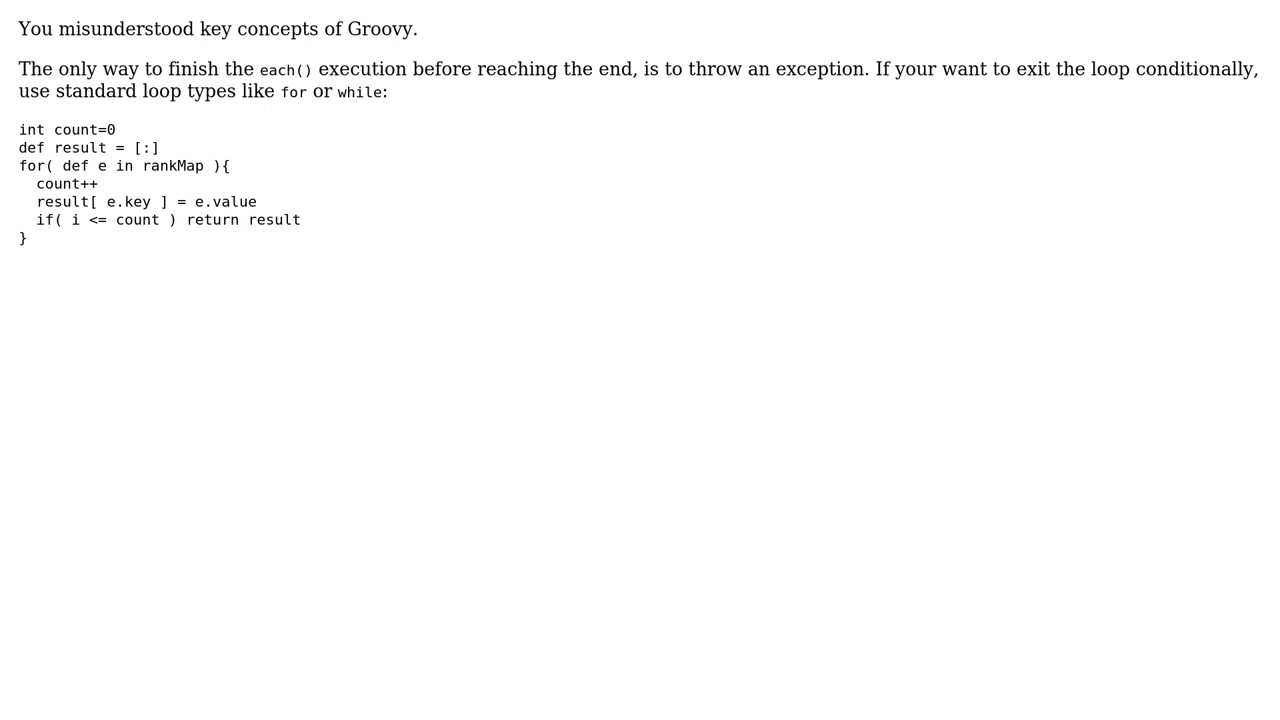 You misunderstood key concepts of Groovy.
The only way to finish the each() execution before reaching the end, is to throw an exception. If your want to exit the loop conditionally,
use standard loop types like for or while:
int count=0
def result = [:]
for( def e in rankMap ){
  count++
  result[ e.key ] = e.value
  if( i <= count ) return result
}